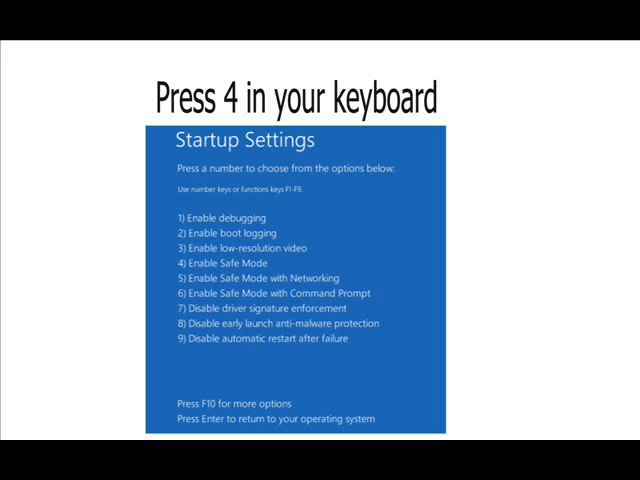 Press 4 in your keyboard
Startup Settings
Press a number to choose from the options below:
Use number keys or functions keys F1-F9.
1) Enable debugging
2) Enable boot logging
3) Enable low-resolution video
4) Enable Safe Mode
5) Enable Safe Mode with Networking
6) Enable Safe Mode with Command Prompt
7) Disable driver signature enforcement
8) Disable early launch anti-malware protection
9) Disable automatic restart after failure
Press F10 for more options
Press Enter to return to your operating system